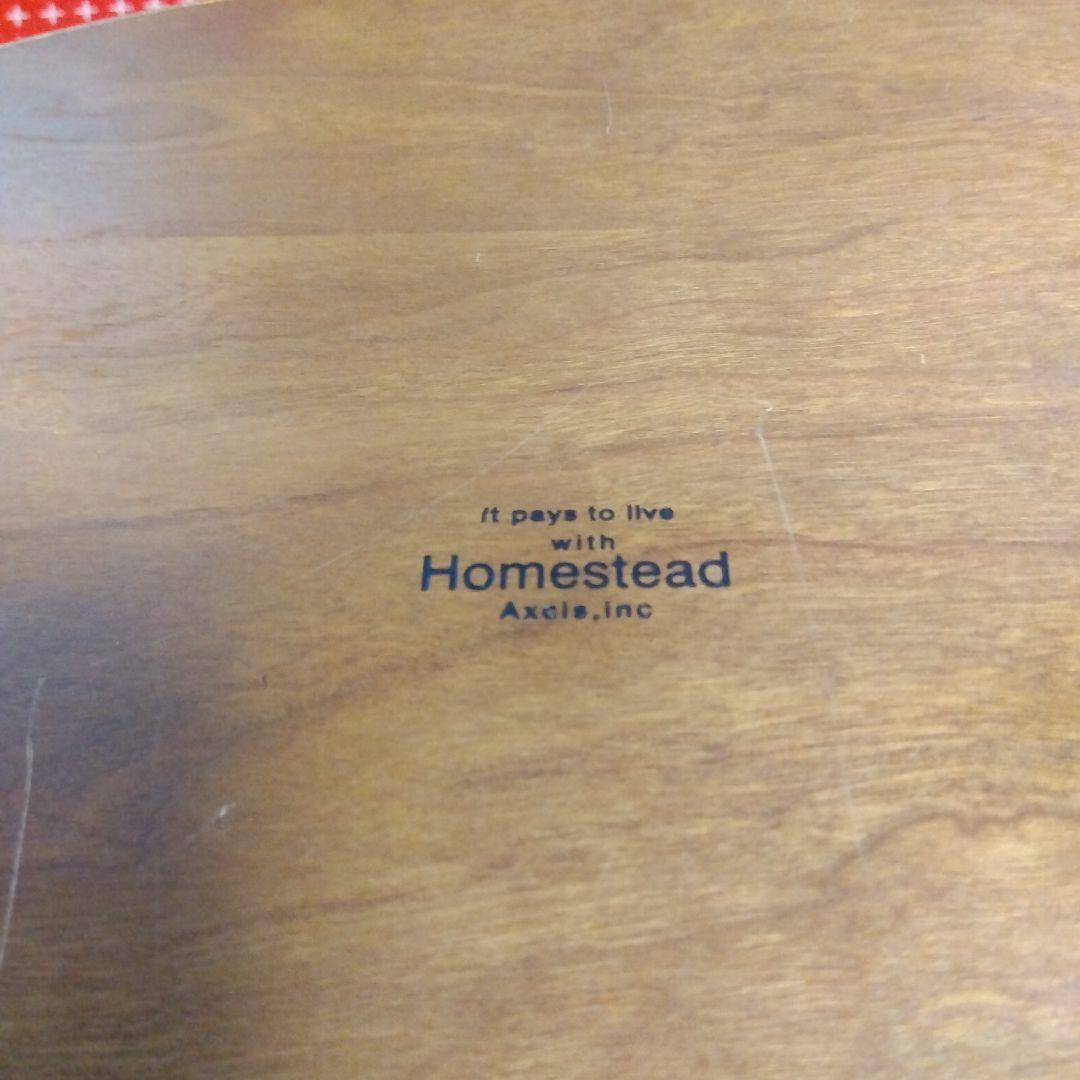 It pays to live
with
Homestead
Axcis,inc